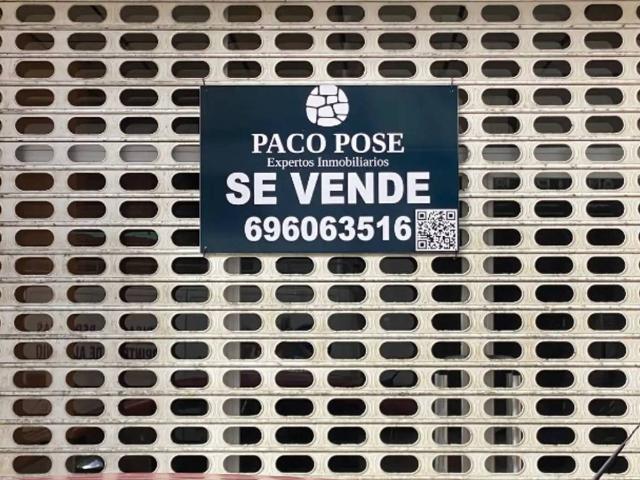 PACO POSE
Expertos Inmobiliarios
SE VENDE
696063516